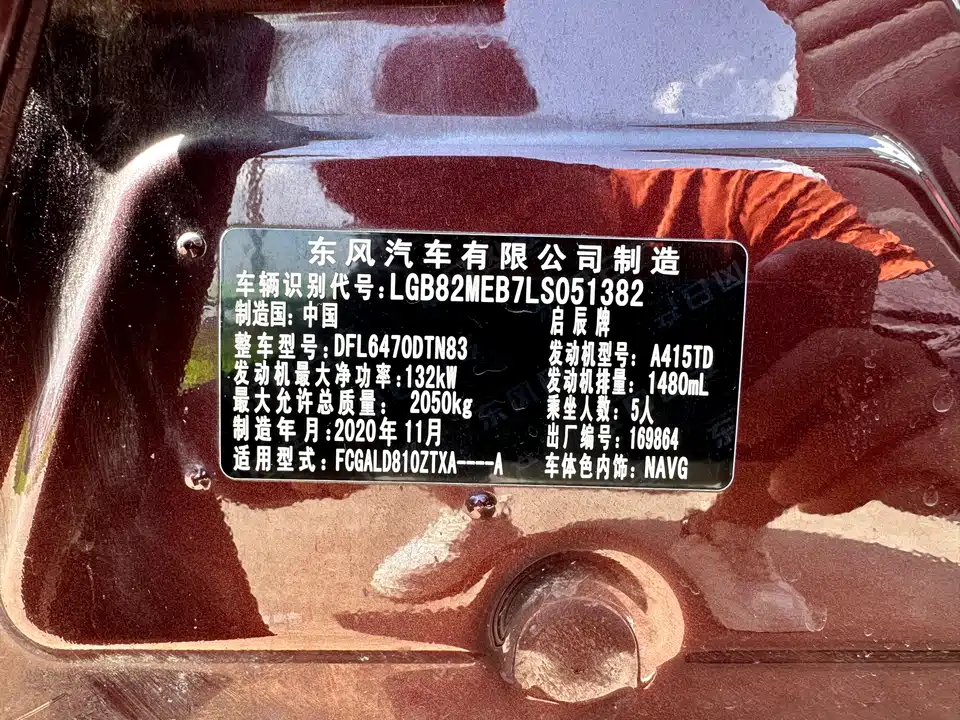 东风汽车有限公司制造
车辆识别代号:LGB82MEB7LS051382
制造国: 中国 启辰牌
整车型号:DFL6470DTN83 发动机型号: A415TD
发动机最大净功率:132kW 发动机排量: 1480mL
最大允许总质量: 2050kg 乘坐人数: 5人
制造年月:2020年11月 出厂编号:169864
适用型式:FCGALD810ZTXA----A 车体色内饰:NAVG